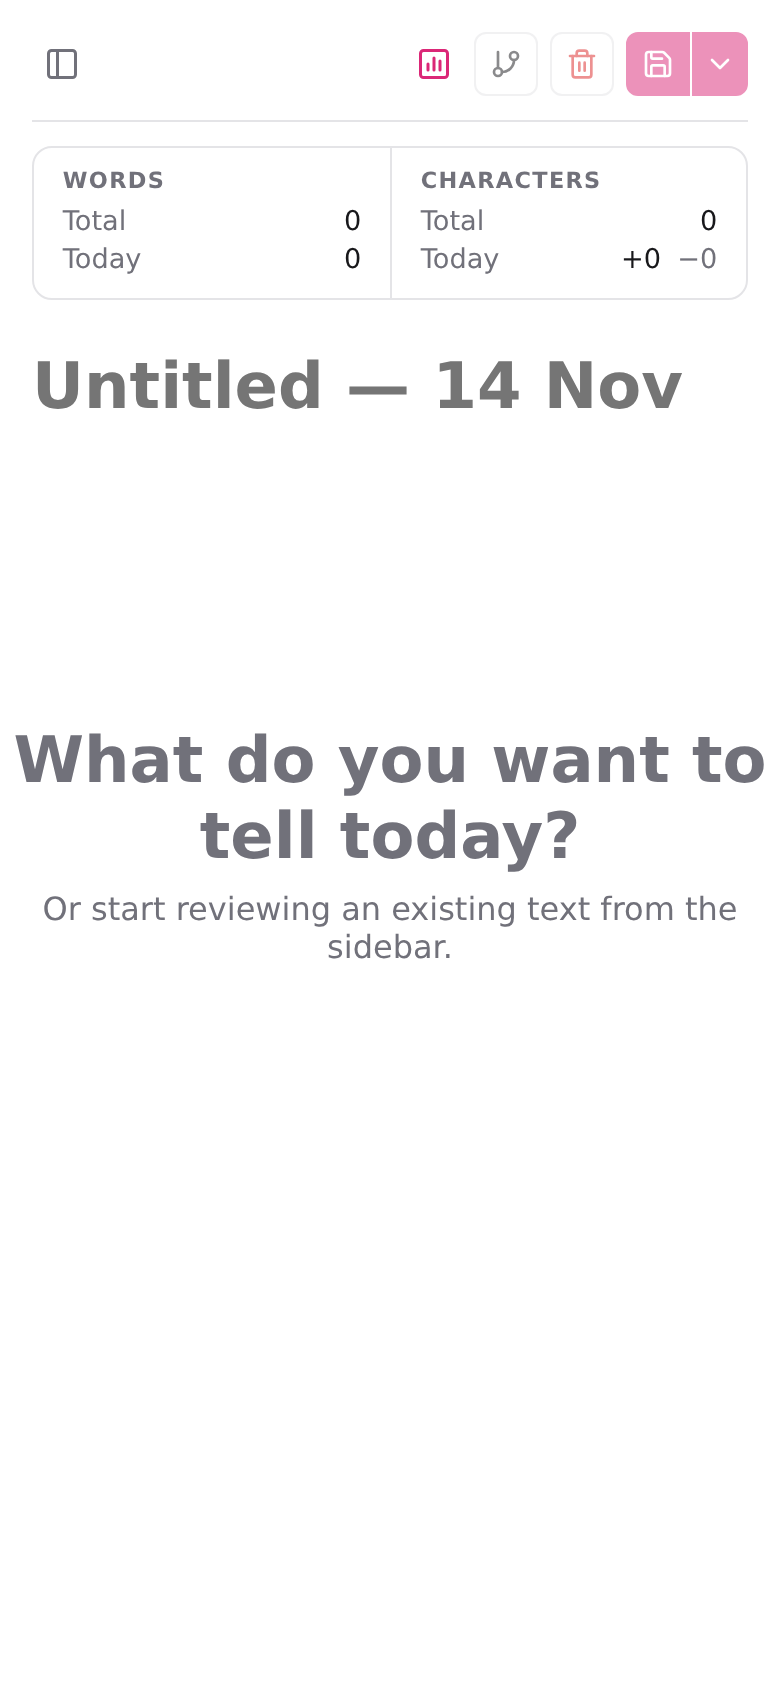 WORDS
Total 0
Today 0
CHARACTERS
Total 0
Today +0 −0
Untitled — 14 Nov
What do you want to
tell today?
Or start reviewing an existing text from the
sidebar.